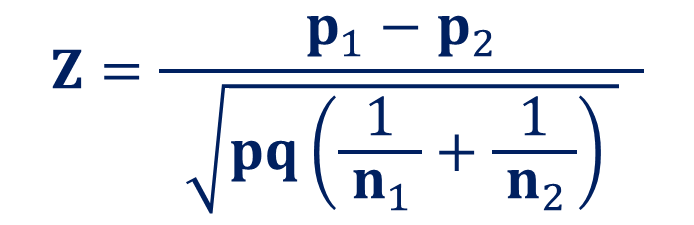 Z = (p₁ − p₂) / √(pq (1/n₁ + 1/n₂))